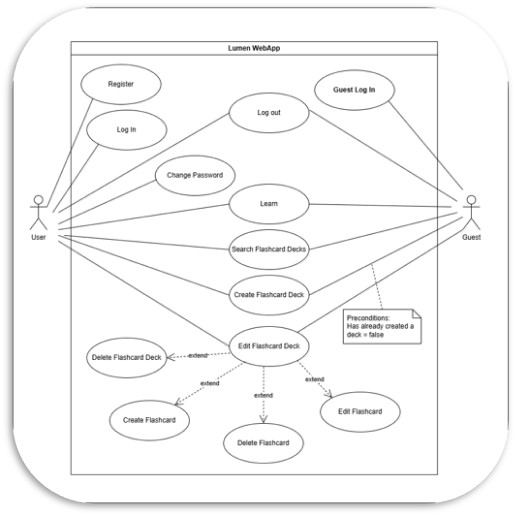 Lumen WebApp
Register
Guest Log In
Log out
Log In
Change Password
Learn
User
Guest
Search Flashcard Decks
Create Flashcard Deck
Preconditions:
Has already created a
deck = false
Edit Flashcard Deck
Delete Flashcard Deck
extend
extend
extend
extend
Edit Flashcard
Create Flashcard
Delete Flashcard